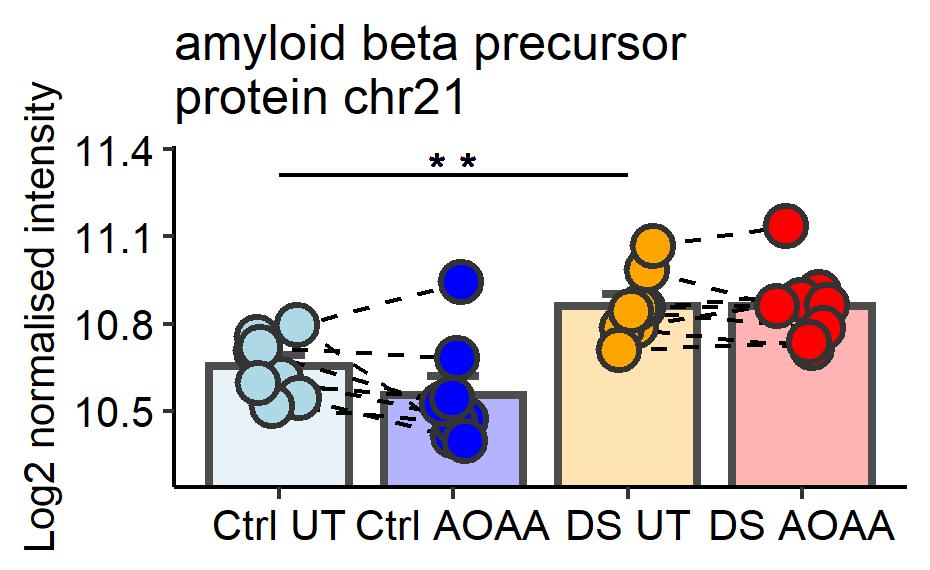 amyloid beta precursor
protein chr21
Log2 normalised intensity
11.4
11.1
10.8
10.5
* *
Ctrl UT Ctrl AOAA DS UT DS AOAA